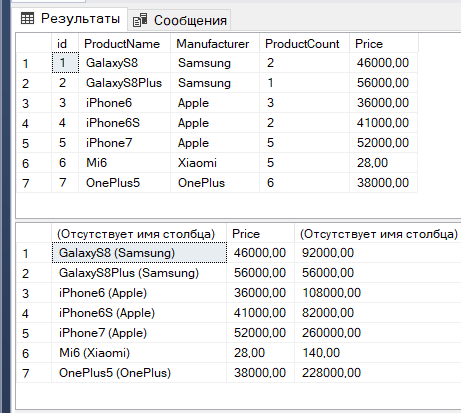 Результаты Сообщения
id ProductName Manufacturer ProductCount Price
1 1 GalaxyS8 Samsung 2 46000,00
2 2 GalaxyS8Plus Samsung 1 56000,00
3 3 iPhone6 Apple 3 36000,00
4 4 iPhone6S Apple 2 41000,00
5 5 iPhone7 Apple 5 52000,00
6 6 Mi6 Xiaomi 5 28,00
7 7 OnePlus5 OnePlus 6 38000,00
(Отсутствует имя столбца) Price (Отсутствует имя столбца)
1 GalaxyS8 (Samsung) 46000,00 92000,00
2 GalaxyS8Plus (Samsung) 56000,00 56000,00
3 iPhone6 (Apple) 36000,00 108000,00
4 iPhone6S (Apple) 41000,00 82000,00
5 iPhone7 (Apple) 52000,00 260000,00
6 Mi6 (Xiaomi) 28,00 140,00
7 OnePlus5 (OnePlus) 38000,00 228000,00